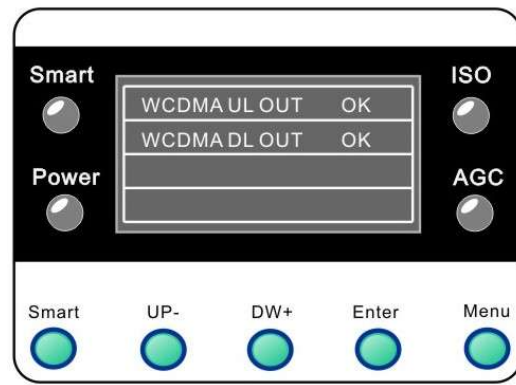 Smart
ISO
WCDMA UL OUT OK
WCDMA DL OUT OK
Power
AGC
Smart UP- DW+ Enter Menu